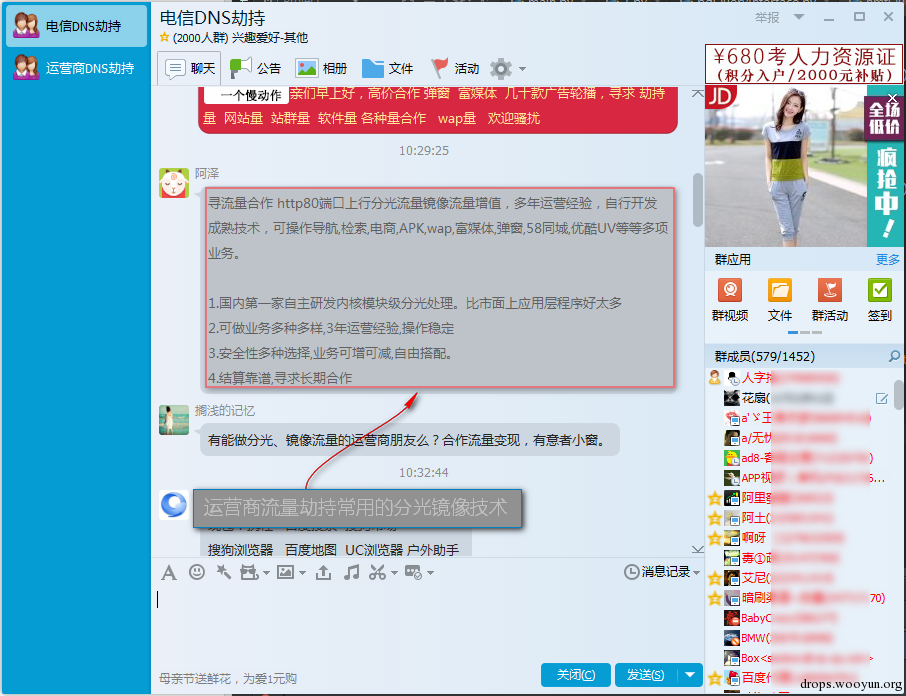 电信DNS劫持
运营商DNS劫持
电信DNS劫持
(2000人群) 兴趣爱好-其他
举报
聊天
公告
相册
文件
活动
一个慢动作
亲们早上好，高价合作 弹窗 富媒体 几十款广告轮播，寻求 劫持
量 网站量 站群量 软件量 各种量合作 wap量 欢迎骚扰
10:29:25
阿泽
寻流量合作 http80端口上行分光流量镜像流量增值，多年运营经验，自行开发
成熟技术，可操作导航,检索,电商,APK,wap,富媒体,弹窗,58同城,优酷UV等等多项
业务。
1.国内第一家自主研发内核模块级分光处理。比市面上应用层程序好太多
2.可做业务多种多样,3年运营经验,操作稳定
3.安全性多种选择,业务可增可减,自由搭配。
4.结算靠谱,寻求长期合作
搁浅的记忆
有能做分光、镜像流量的运营商朋友么？合作流量变现，有意者小窗。
10:32:44
运营商流量劫持常用的分光镜像技术
搜狗浏览器 百度地图 UC浏览器 户外助手
消息记录
母亲节送鲜花，为爱1元购
关闭(C)
发送(S)
¥680考人力资源证
(积分入户/2000元补贴)
JD
全场
低价
疯
抢
中
!
群应用
更多
群视频
文件
群活动
签到
群成员(579/1452)
人字
花扇(
a'ゞ王
a/无
ad8-
)
APP视
...
阿里
阿土(
啊呀
毒①
艾尼(
暗刷
70)
Baby
BMW(
Box<s
百度
drops.wooyun.org